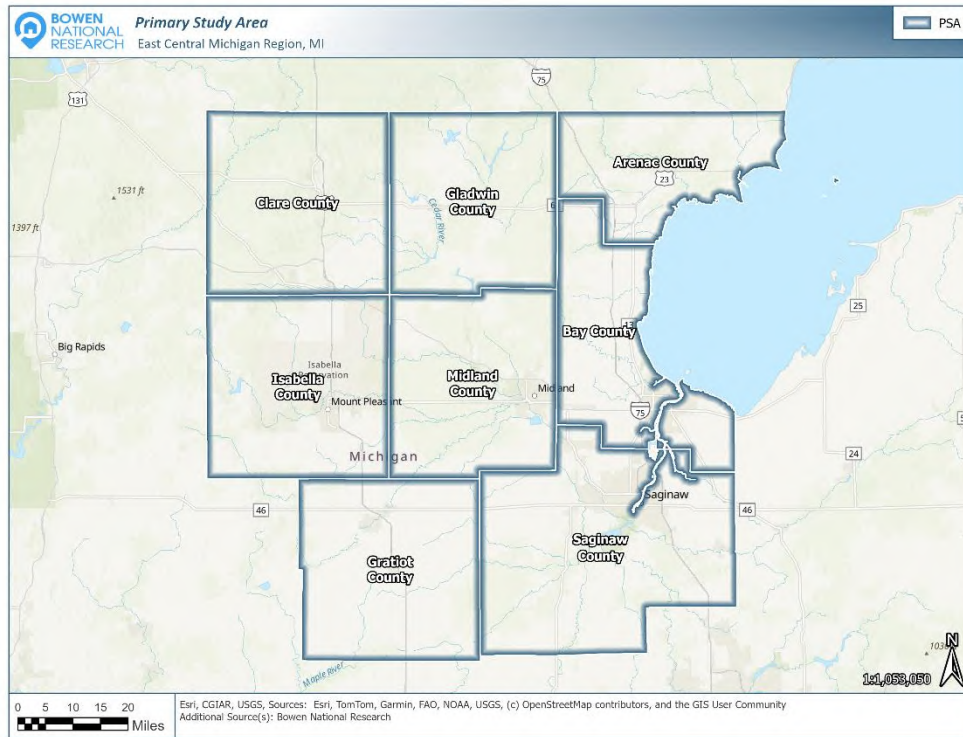 BOWEN
NATIONAL
RESEARCH
Primary Study Area
East Central Michigan Region, MI
PSA
75
131
Arenac County
23
1531 ft
Clare County
Gladwin
County
Cedar River
1397 ft
25
Bay County
13
Big Rapids
Isabella
County
Mount Pleasant
Midland
County
Midland
75
Michigan
24
Saginaw
46
46
Saginaw
County
Gratiot
County
Maple River
N
1:1,053,050
0 5 10 20
Miles
Esri, CGIAR, USGS, Sources: Esri, TomTom, Garmin, FAO, NOAA, USGS, (c) OpenStreetMap contributors, and the GIS User Community
Additional Source(s): Bowen National Research